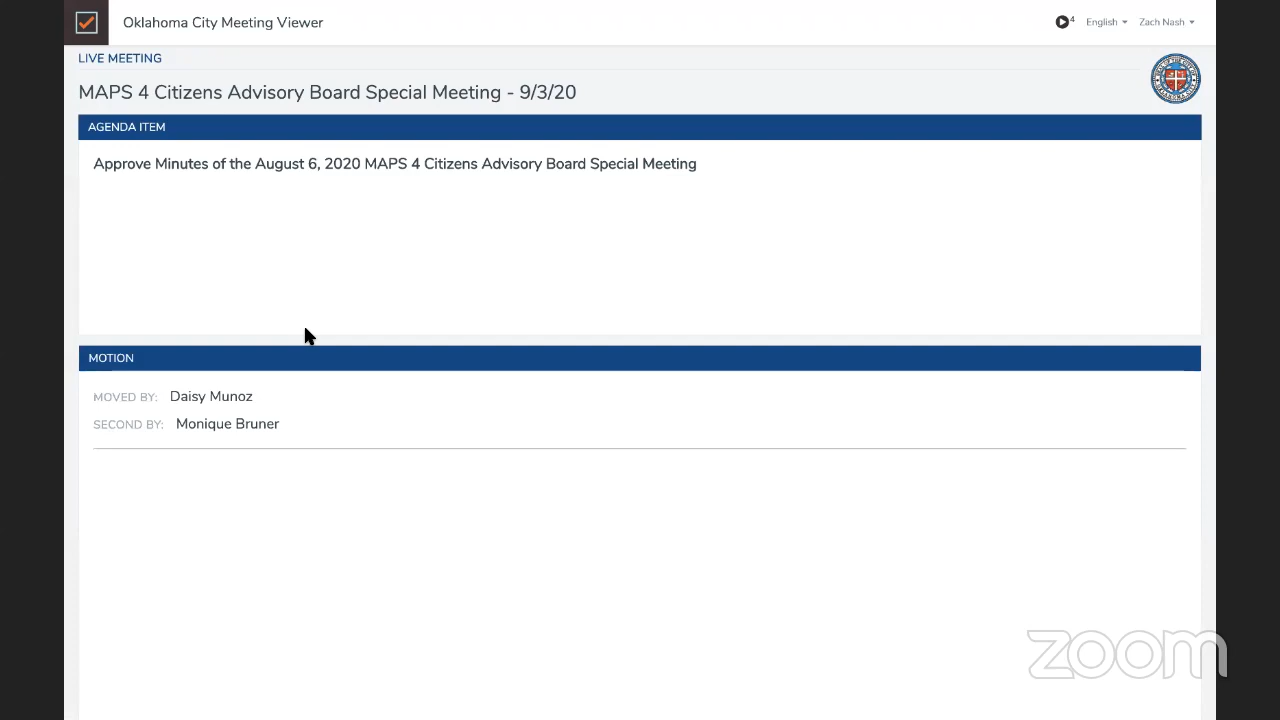 Oklahoma City Meeting Viewer
4
English
Zach Nash
LIVE MEETING
MAPS 4 Citizens Advisory Board Special Meeting - 9/3/20
AGENDA ITEM
Approve Minutes of the August 6, 2020 MAPS 4 Citizens Advisory Board Special Meeting
MOTION
MOVED BY: Daisy Munoz
SECOND BY: Monique Bruner
zoom